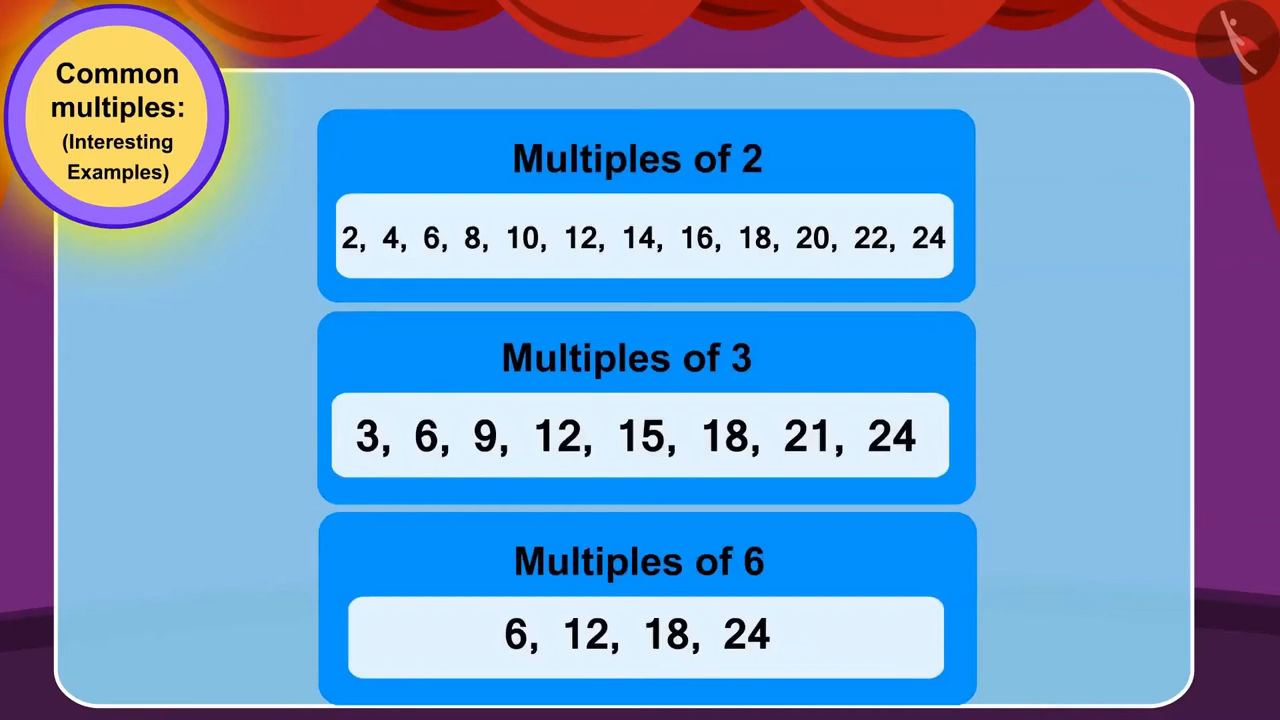 Common
multiples:
(Interesting
Examples)
Multiples of 2
2, 4, 6, 8, 10, 12, 14, 16, 18, 20, 22, 24
Multiples of 3
3, 6, 9, 12, 15, 18, 21, 24
Multiples of 6
6, 12, 18, 24